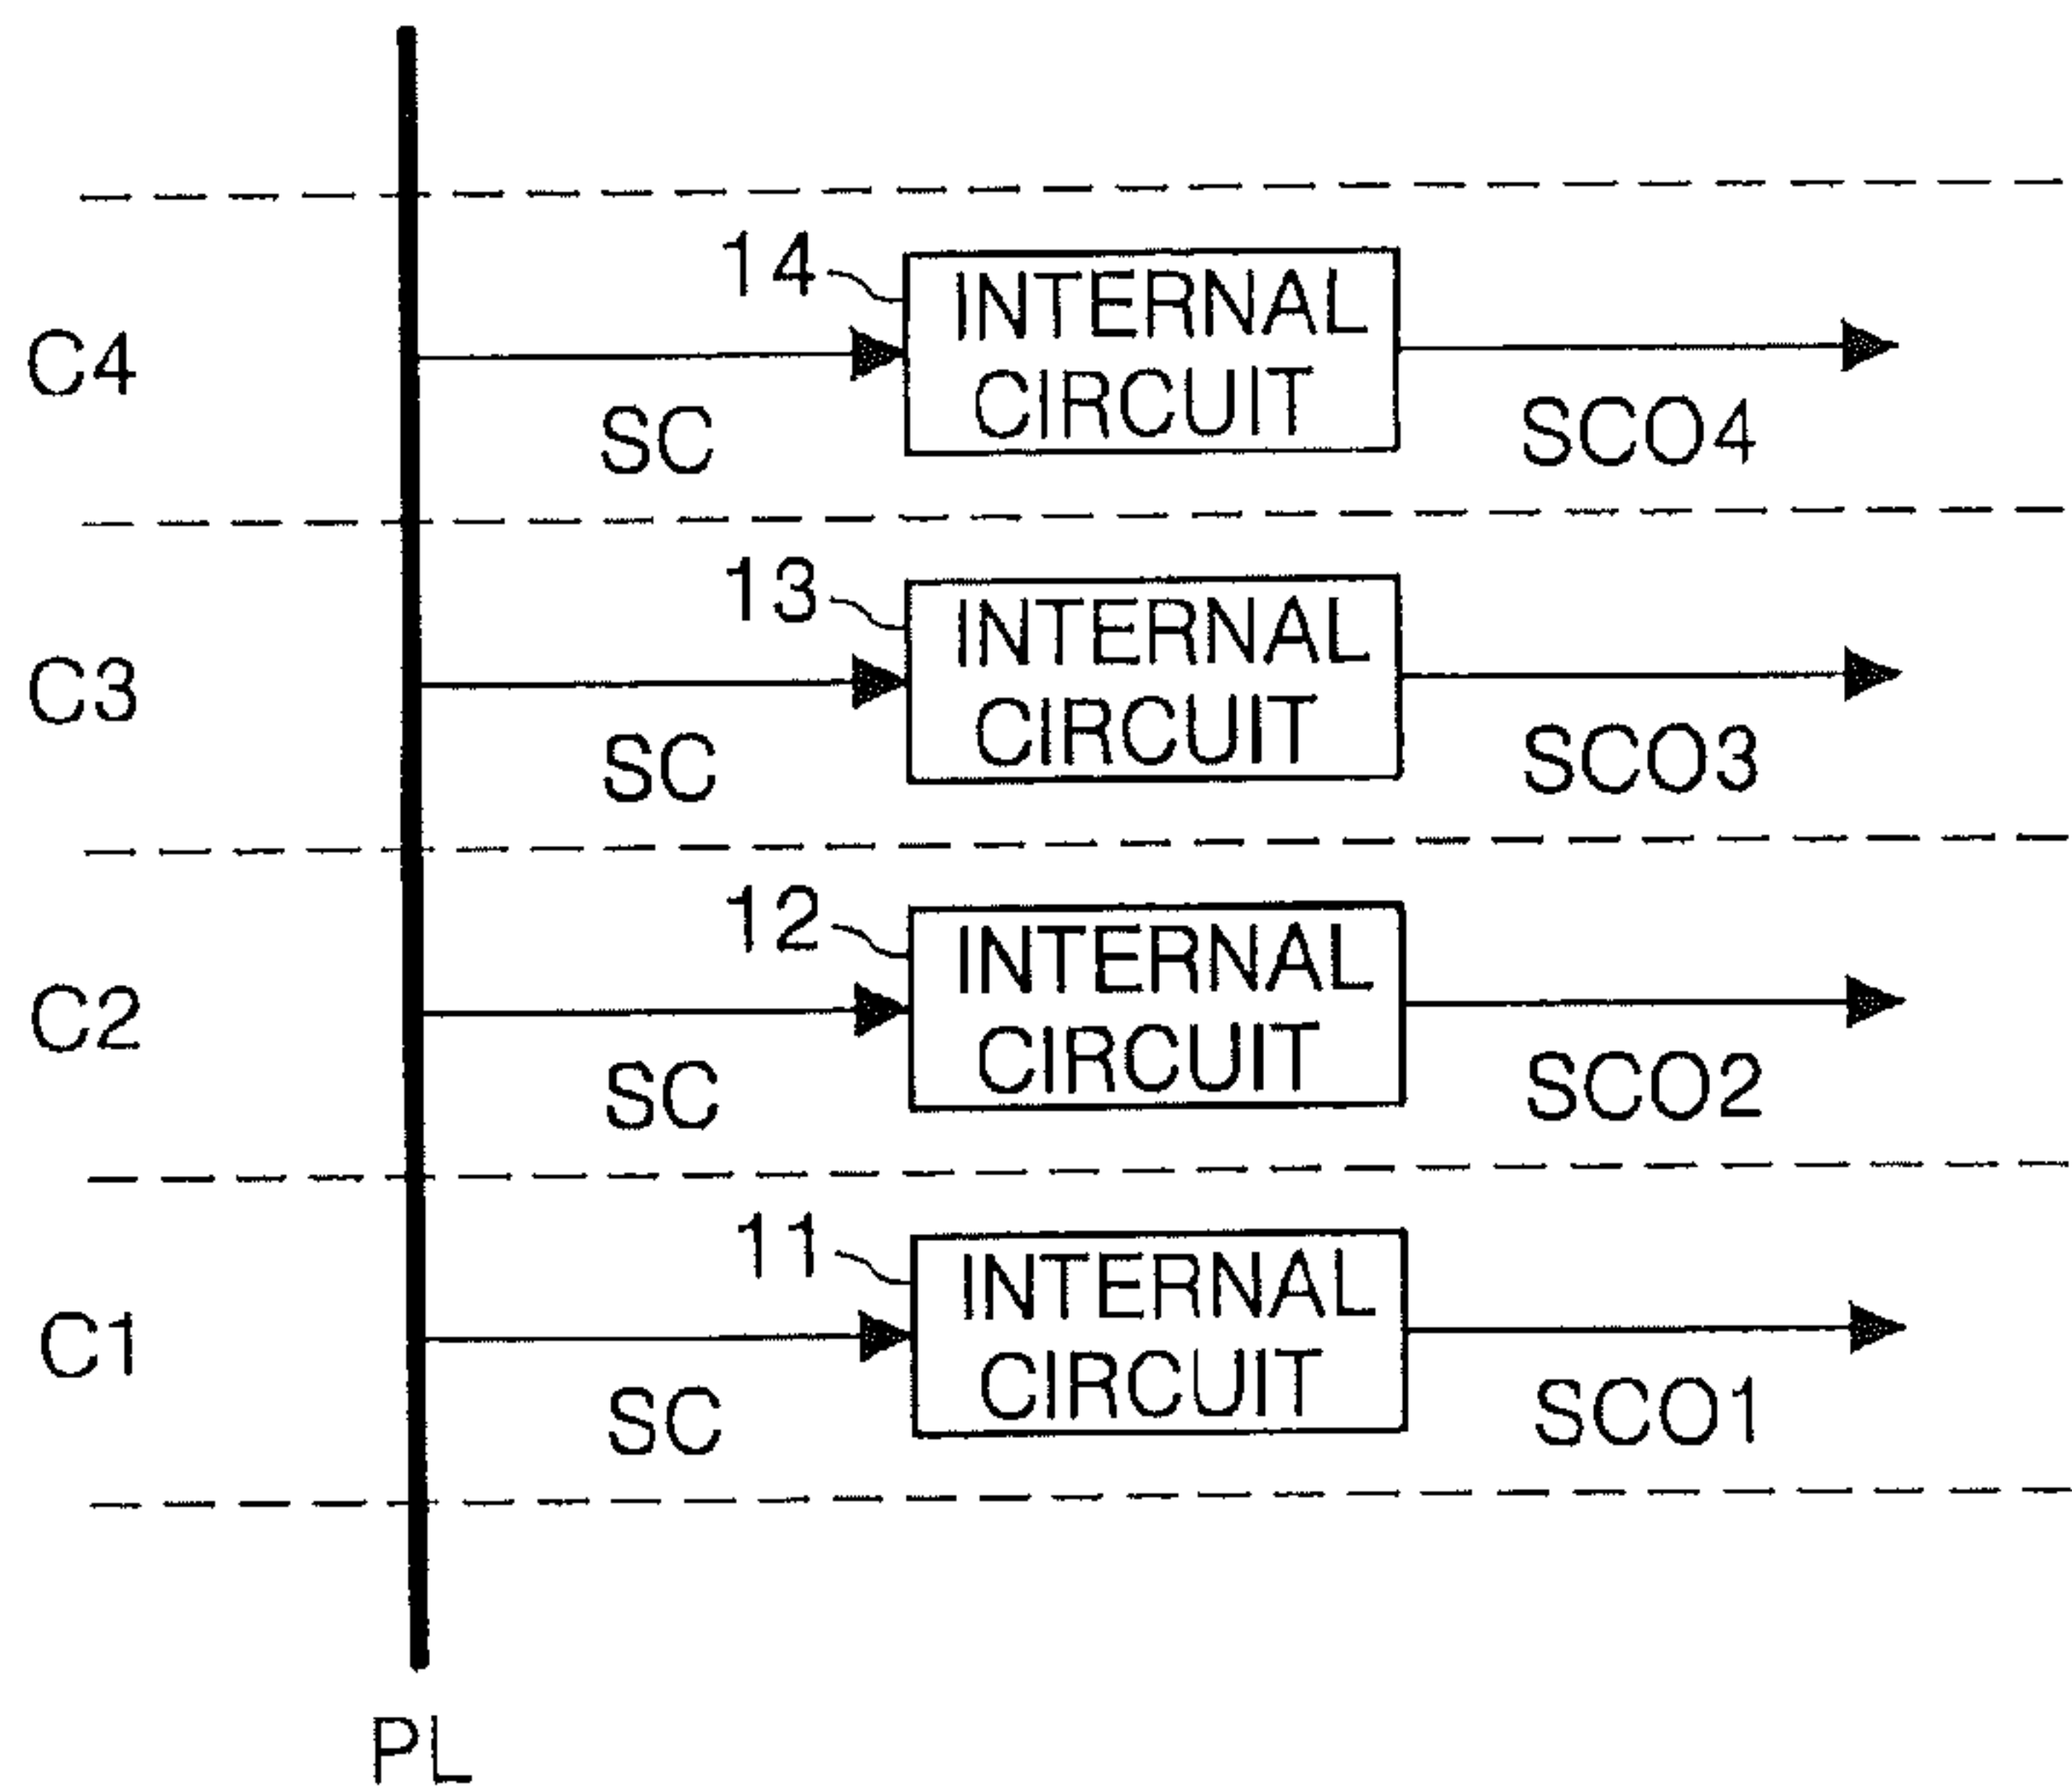 14
INTERNAL
CIRCUIT
C4
SC
SCO4
13
INTERNAL
CIRCUIT
C3
SC
SCO3
12
INTERNAL
CIRCUIT
C2
SC
SCO2
11
INTERNAL
CIRCUIT
C1
SC
SCO1
PL